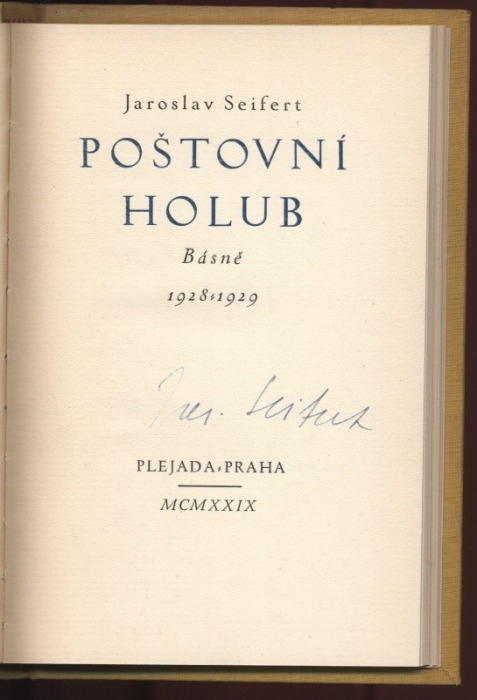 Jaroslav Seifert
POŠTOVNÍ
HOLUB
Básně
1928-1929
Jar. Seifert
PLEJADA-PRAHA
MCMXXIX